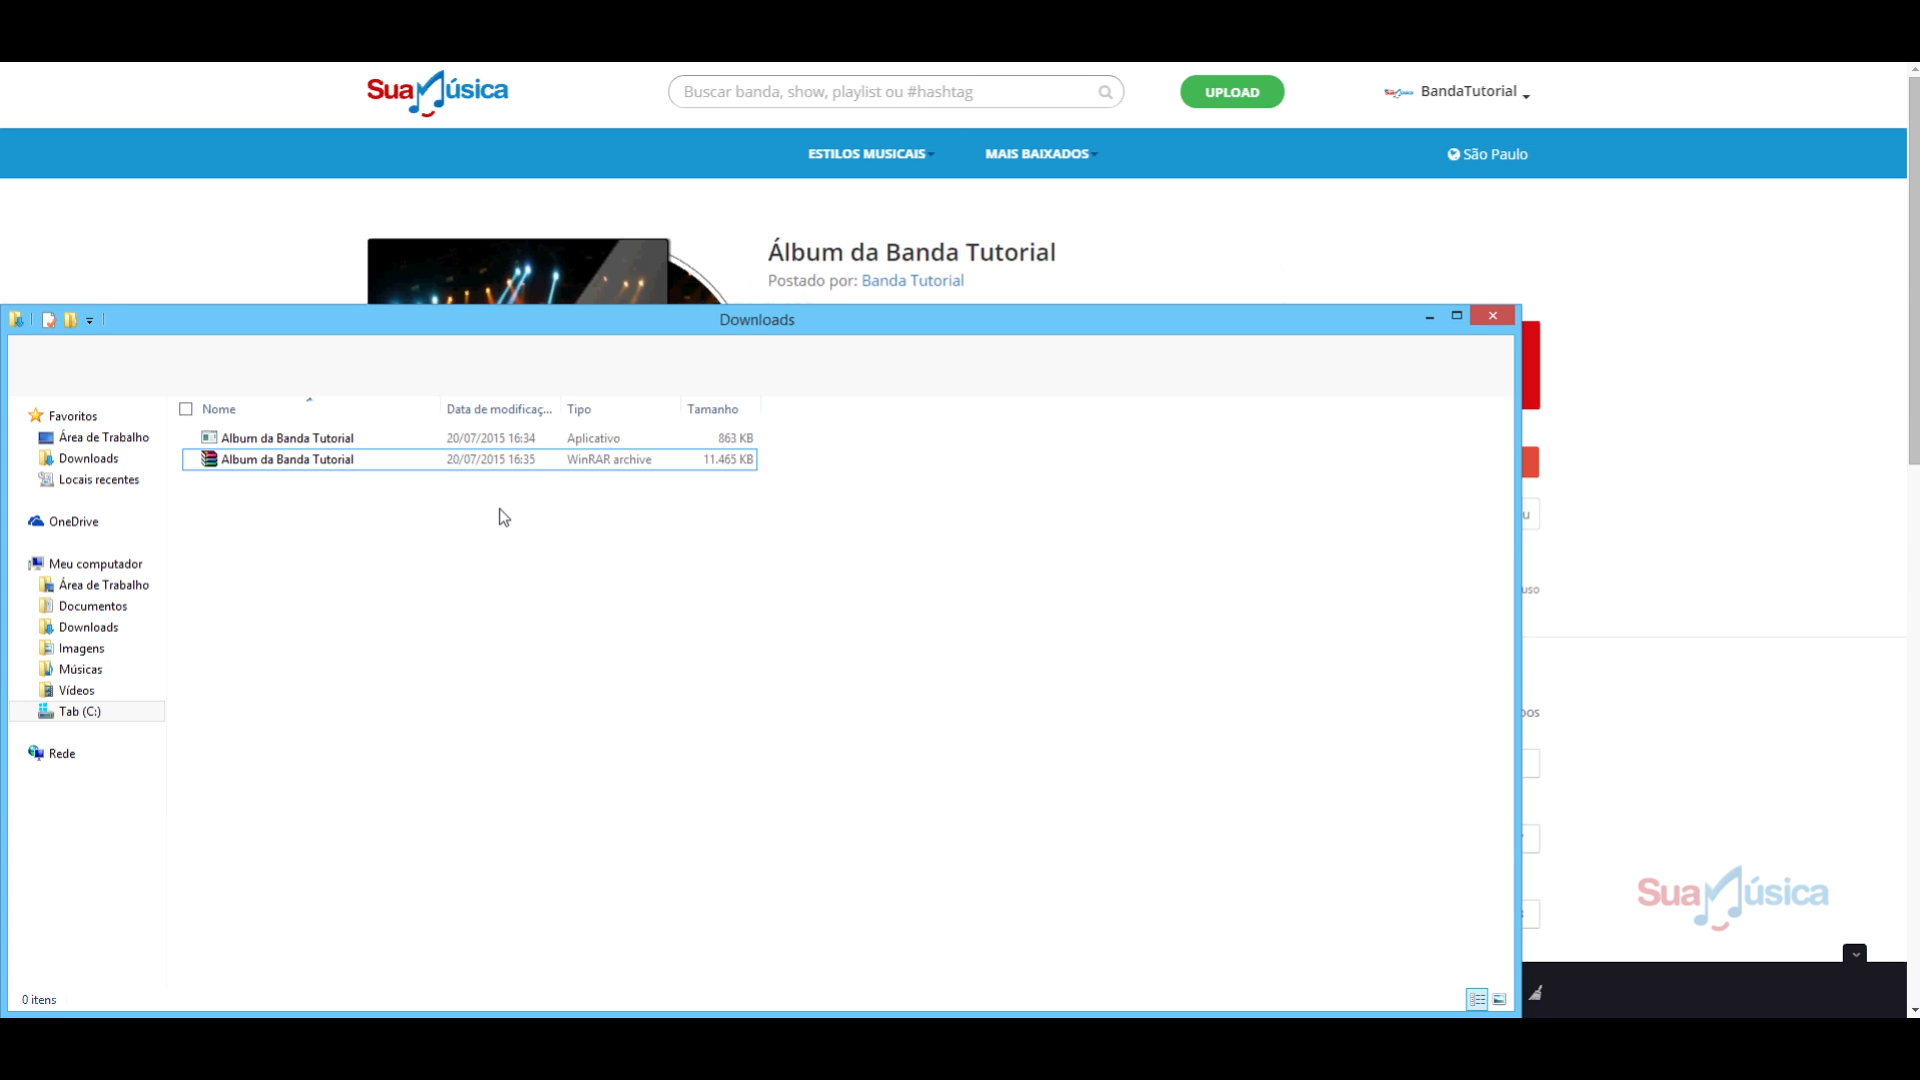 SuaMúsica
Buscar banda, show, playlist ou #hashtag
UPLOAD
BandaTutorial
ESTILOS MUSICAIS
MAIS BAIXADOS
São Paulo
Álbum da Banda Tutorial
Postado por: Banda Tutorial
Downloads
Nome
Data de modificaç...
Tipo
Tamanho
Album da Banda Tutorial 20/07/2015 16:34 Aplicativo 863 KB
Album da Banda Tutorial 20/07/2015 16:35 WinRAR archive 11.465 KB
Favoritos
Área de Trabalho
Downloads
Locais recentes
OneDrive
Meu computador
Área de Trabalho
Documentos
Downloads
Imagens
Músicas
Vídeos
Tab (C:)
Rede
0 itens
u
uso
pos
SuaMúsica